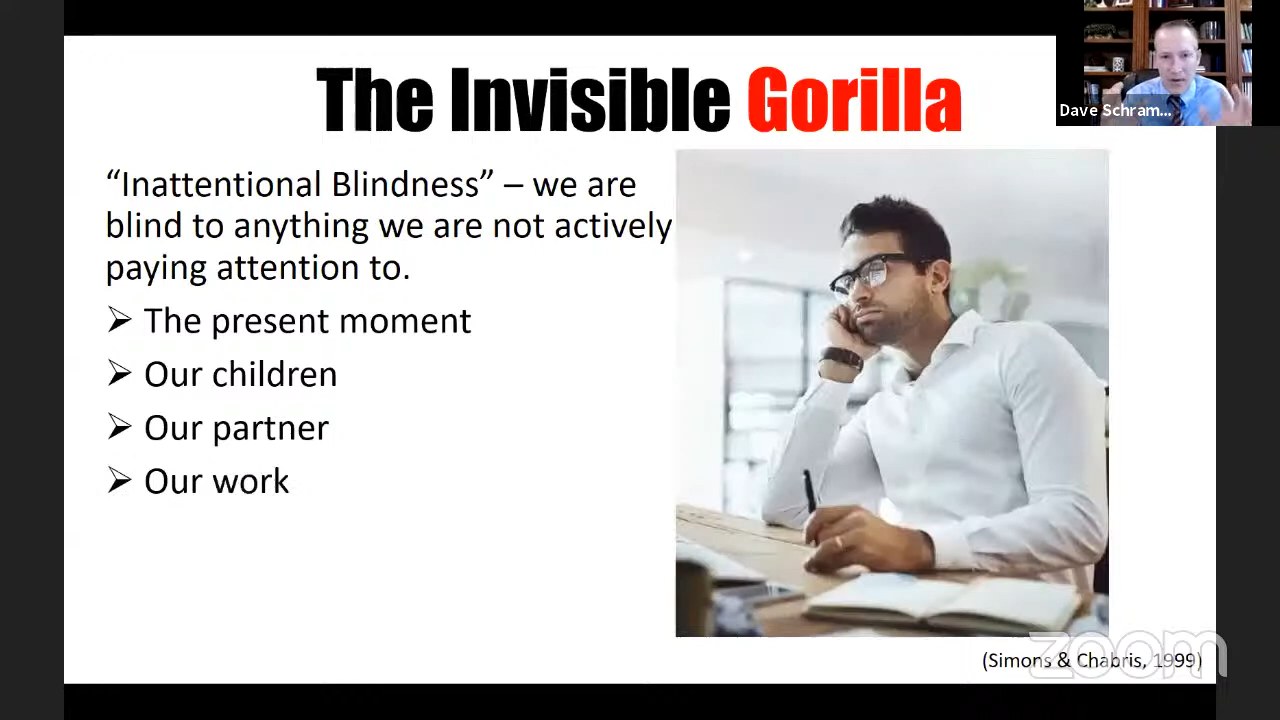 The Invisible Gorilla
Dave Schram...
“Inattentional Blindness” – we are
blind to anything we are not actively
paying attention to.
➢ The present moment
➢ Our children
➢ Our partner
➢ Our work
(Simons & Chabris, 1999)
zoom